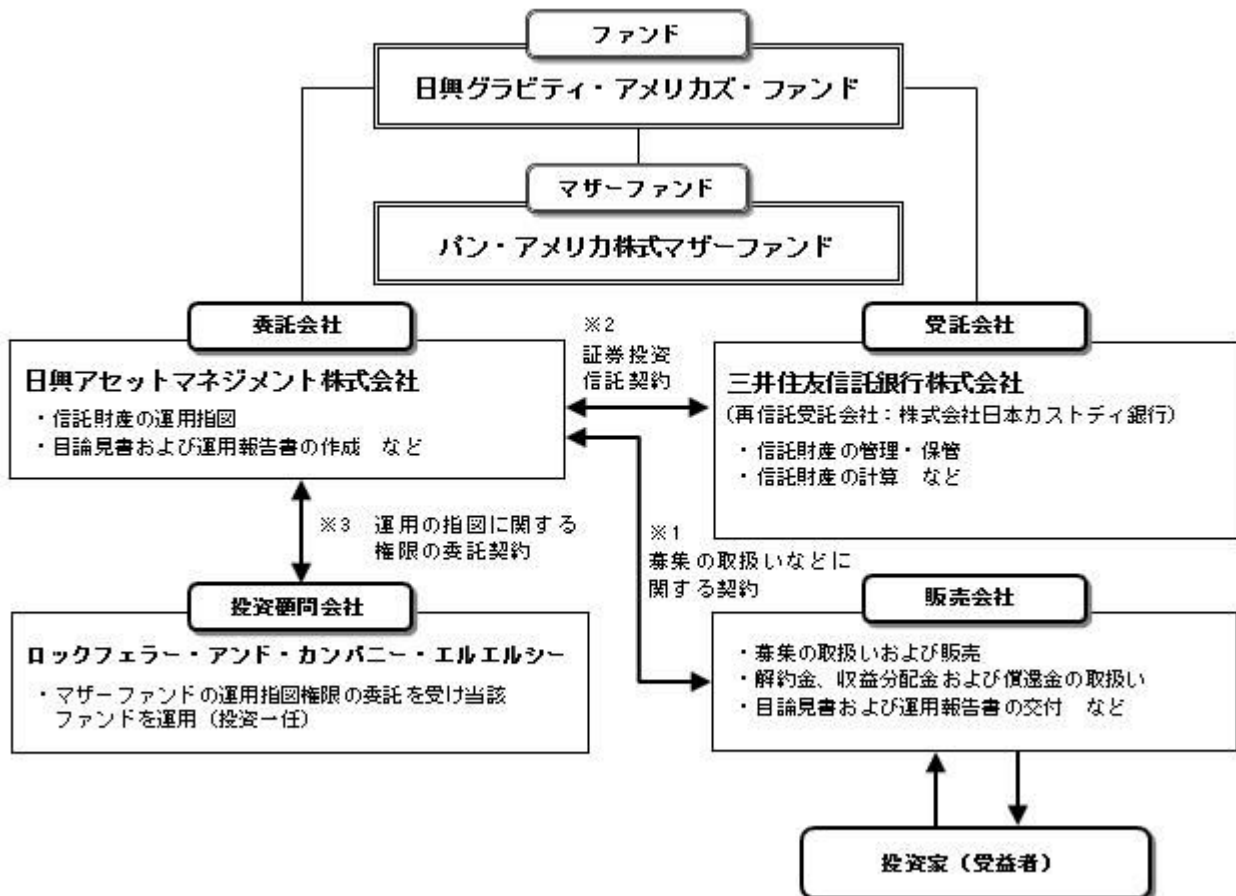 ファンド
日興グラビティ・アメリカズ・ファンド
マザーファンド
パン・アメリカ株式マザーファンド
委託会社
日興アセットマネジメント株式会社
・信託財産の運用指図
・目論見書および運用報告書の作成 など
※2
証券投資
信託契約
受託会社
三井住友信託銀行株式会社
(再信託受託会社：株式会社日本カストディ銀行)
・信託財産の管理・保管
・信託財産の計算 など
※3 運用の指図に関する
権限の委託契約
※1
募集の取扱いなどに
関する契約
投資顧問会社
ロックフェラー・アンド・カンパニー・エルエルシー
・マザーファンドの運用指図権限の委託を受け当該
ファンドを運用（投資一任）
販売会社
・募集の取扱いおよび販売
・解約金、収益分配金および償還金の取扱い
・目論見書および運用報告書の交付 など
投資家（受益者）